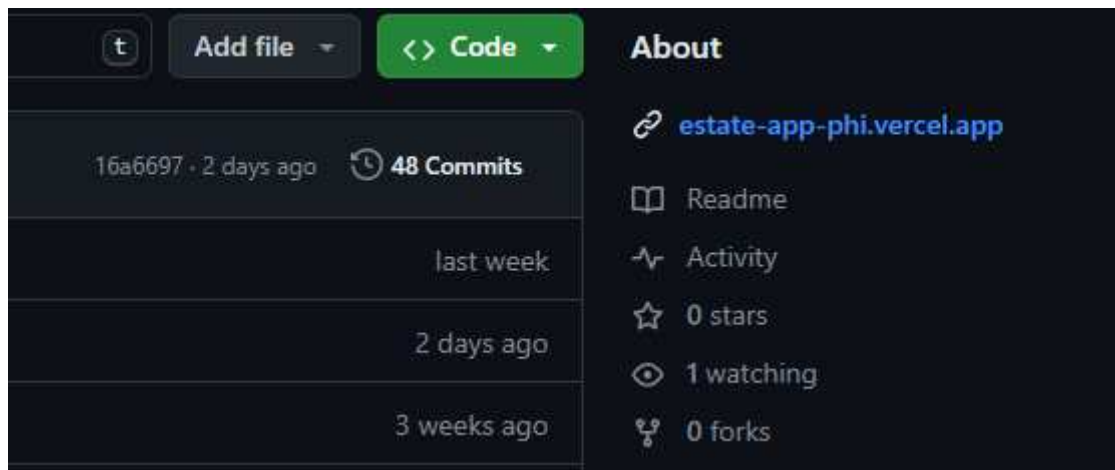 t Add file <> Code
16a6697 · 2 days ago 48 Commits
last week
2 days ago
3 weeks ago
About
estate-app-phi.vercel.app
Readme
Activity
0 stars
1 watching
0 forks